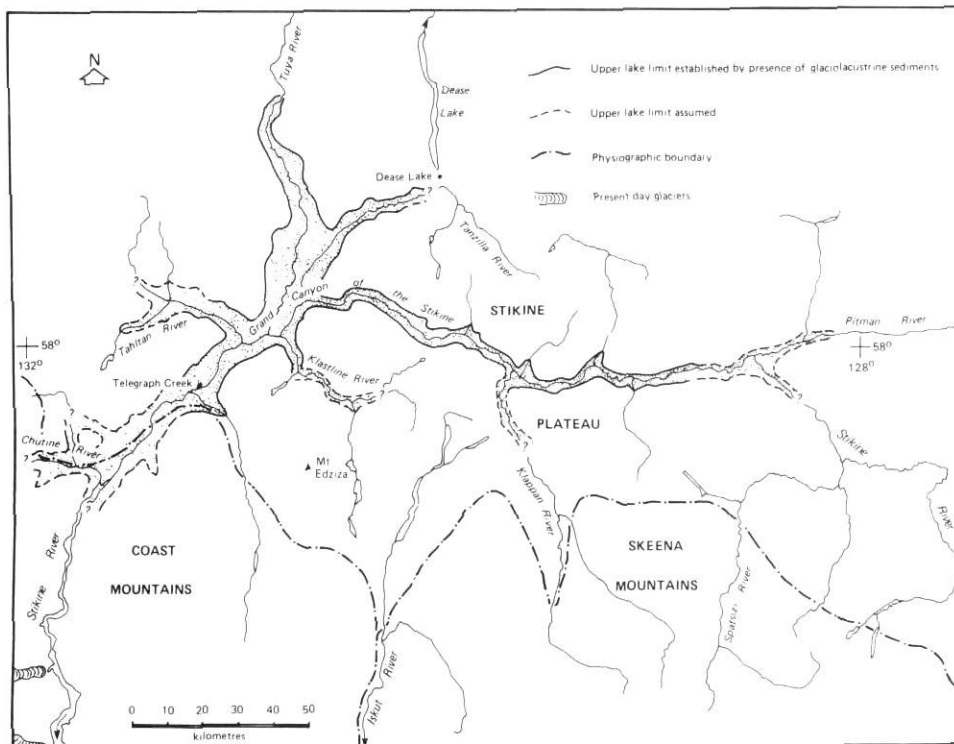 N
Tuya River
Dease
Lake
Upper lake limit established by presence of glaciolacustrine sediments
Upper lake limit assumed
Physiographic boundary
Present day glaciers
Dease Lake
?
Tanzilla River
STIKINE
Grand Canyon of the Stikine
?
Tahltan River
58°
132°
Pitman River
58°
128°
Klastline River
?
Telegraph Creek
?
PLATEAU
?
Chutine River
?
?
Mt
Edziza
Klappan River
Stikine River
COAST
MOUNTAINS
SKEENA
MOUNTAINS
Spatsizi River
Stikine River
Iskut River
0 10 20 30 40 50
kilometres